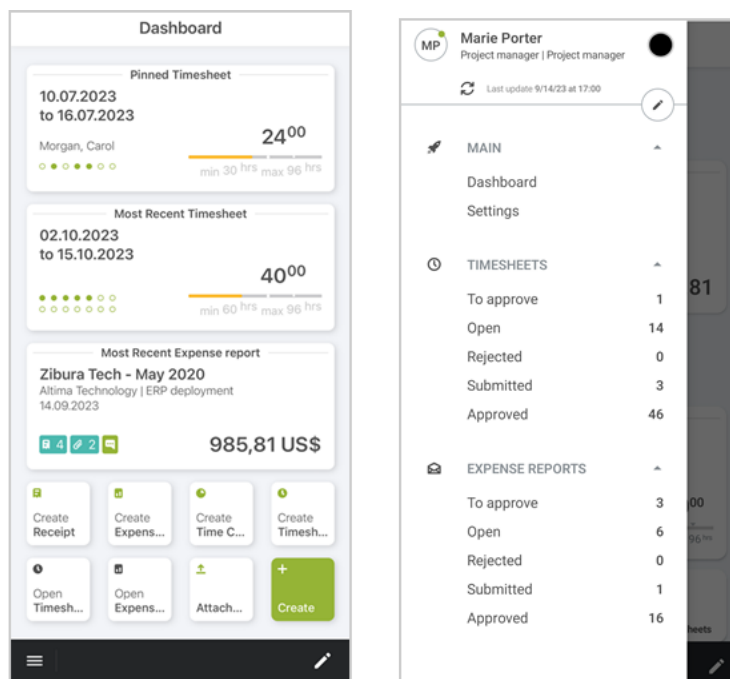 Dashboard
Pinned Timesheet
10.07.2023
to 16.07.2023
Morgan, Carol
24⁰⁰
min 30 hrs max 96 hrs
Most Recent Timesheet
02.10.2023
to 15.10.2023
40⁰⁰
min 60 hrs max 96 hrs
Most Recent Expense report
Zibura Tech - May 2020
Altima Technology | ERP deployment
14.09.2023
4 2
985,81 US$
Create Receipt
Create Expens...
Create Time C...
Create Timesh...
Open Timesh...
Open Expens...
Attach...
Create
MP
Marie Porter
Project manager | Project manager
Last update 9/14/23 at 17:00
MAIN
Dashboard
Settings
TIMESHEETS
To approve 1
Open 14
Rejected 0
Submitted 3
Approved 46
EXPENSE REPORTS
To approve 3
Open 6
Rejected 0
Submitted 1
Approved 16
81
00
96 hrs
heets